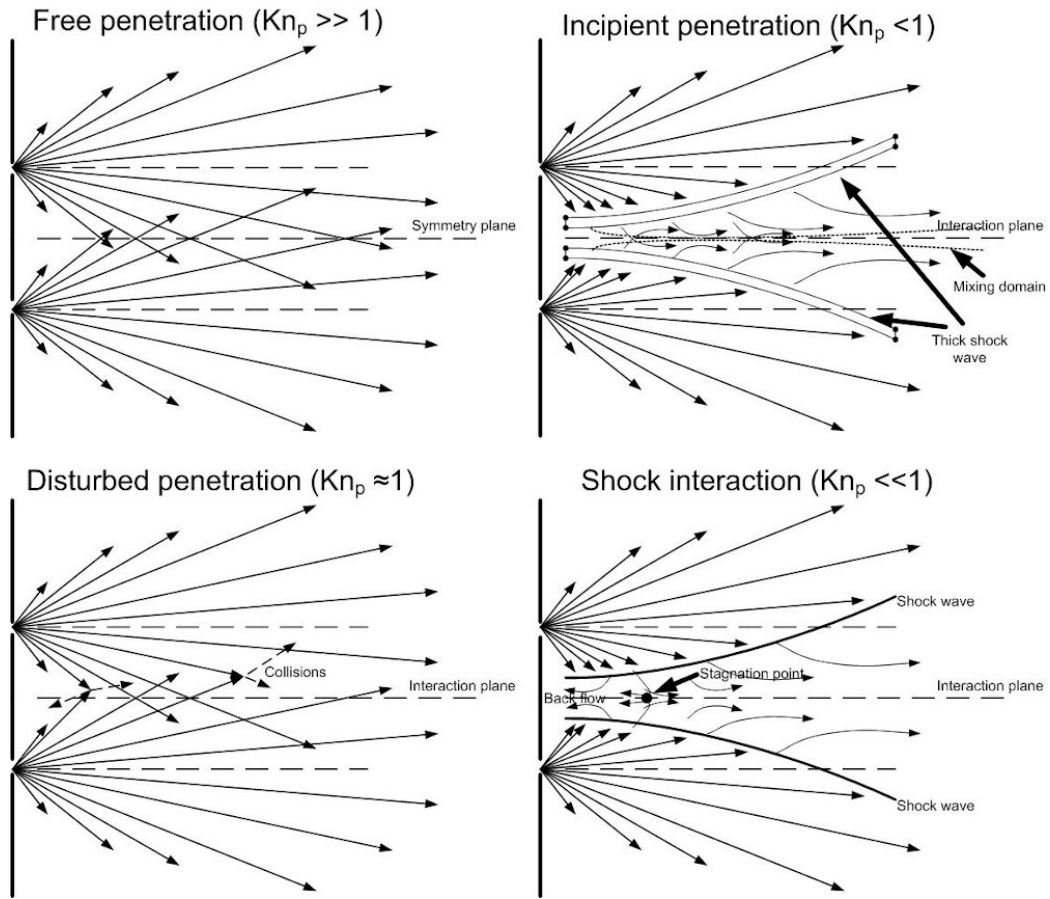 Free penetration (Knₚ >> 1)
Symmetry plane
Incipient penetration (Knₚ <1)
Interaction plane
Mixing domain
Thick shock
wave
Disturbed penetration (Knₚ ≈1)
Collisions
Interaction plane
Shock interaction (Knₚ <<1)
Shock wave
Stagnation point
Back flow
Interaction plane
Shock wave